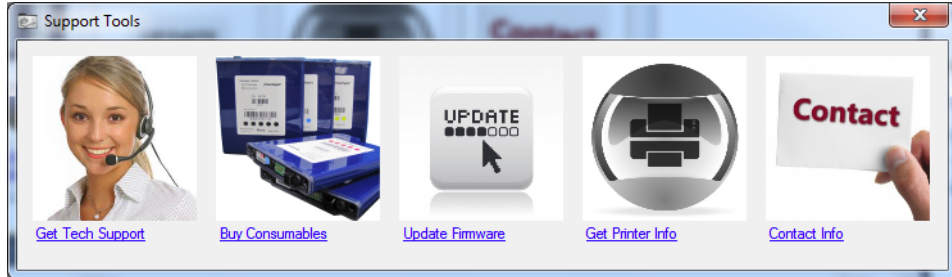 Support Tools
UPDATE
Contact
Get Tech Support
Buy Consumables
Update Firmware
Get Printer Info
Contact Info